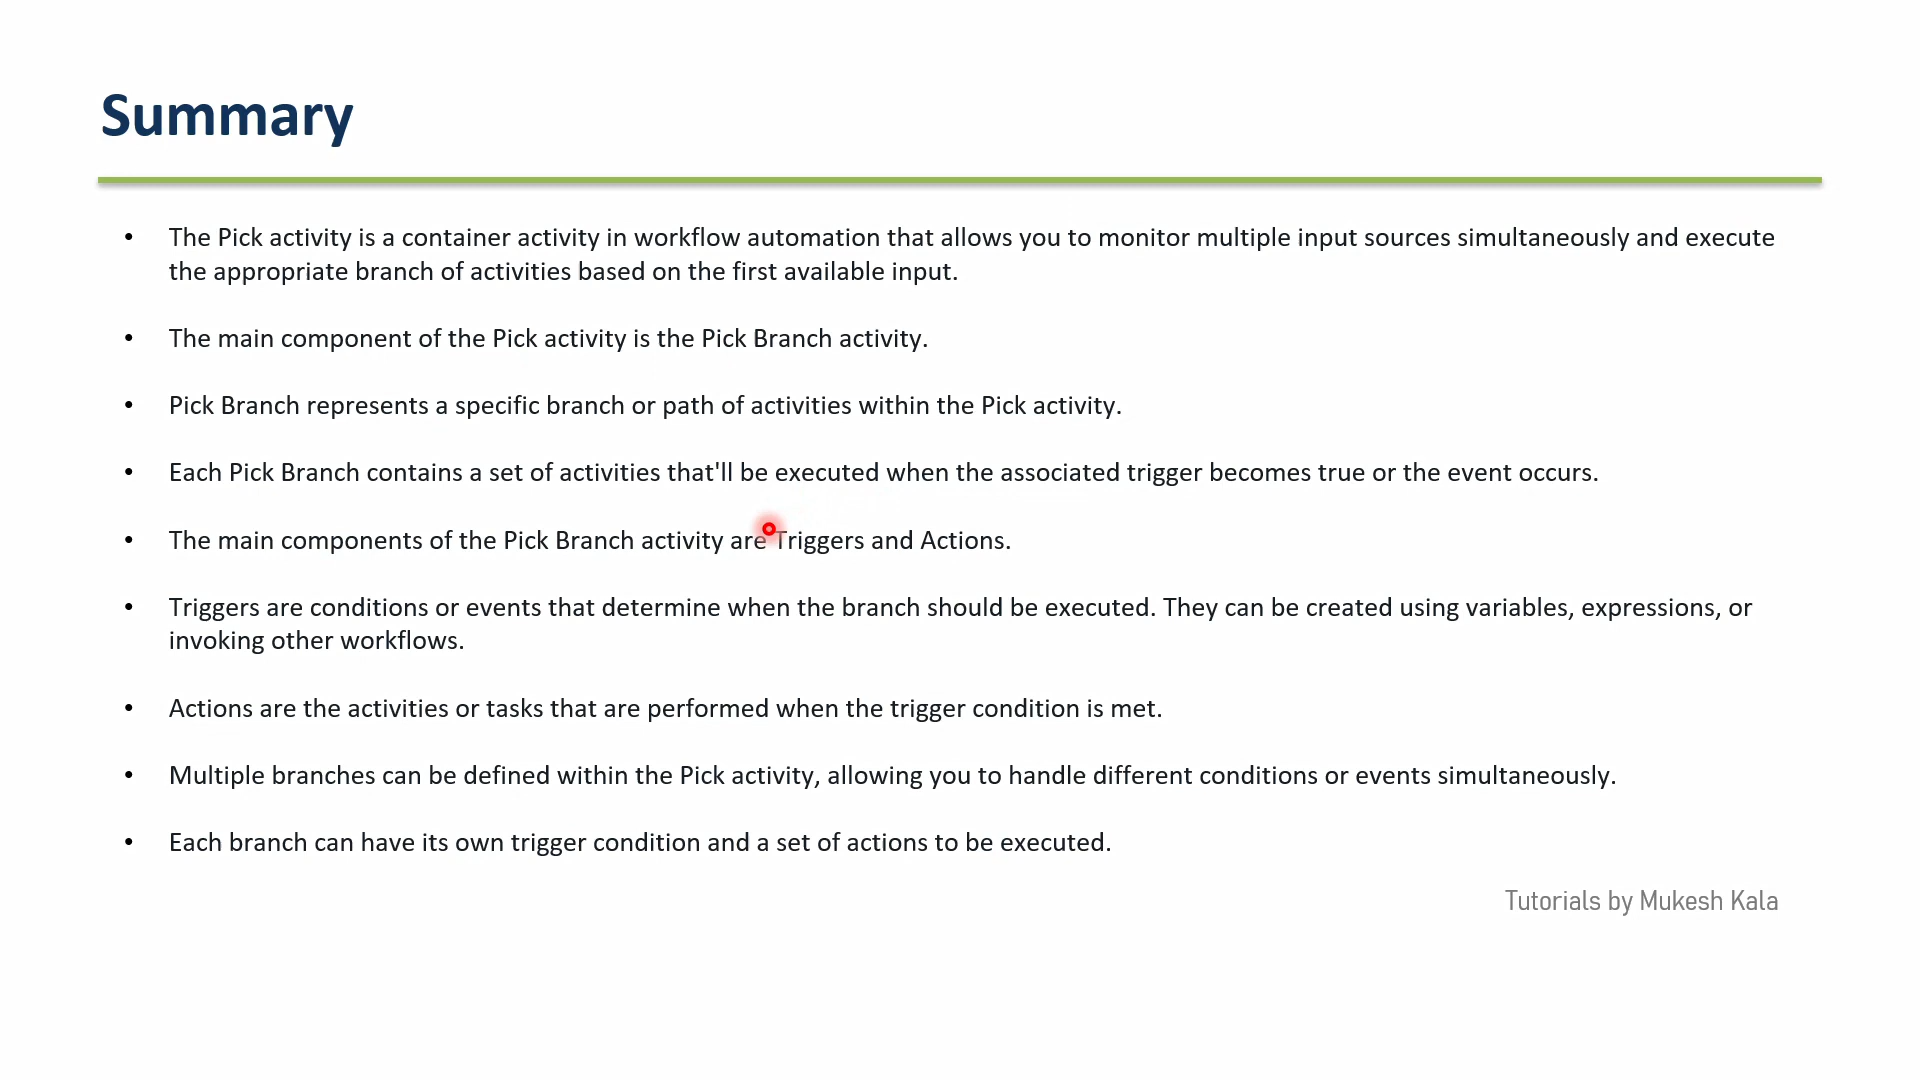 Summary
• The Pick activity is a container activity in workflow automation that allows you to monitor multiple input sources simultaneously and execute
the appropriate branch of activities based on the first available input.
• The main component of the Pick activity is the Pick Branch activity.
• Pick Branch represents a specific branch or path of activities within the Pick activity.
• Each Pick Branch contains a set of activities that'll be executed when the associated trigger becomes true or the event occurs.
• The main components of the Pick Branch activity are Triggers and Actions.
• Triggers are conditions or events that determine when the branch should be executed. They can be created using variables, expressions, or
invoking other workflows.
• Actions are the activities or tasks that are performed when the trigger condition is met.
• Multiple branches can be defined within the Pick activity, allowing you to handle different conditions or events simultaneously.
• Each branch can have its own trigger condition and a set of actions to be executed.
Tutorials by Mukesh Kala